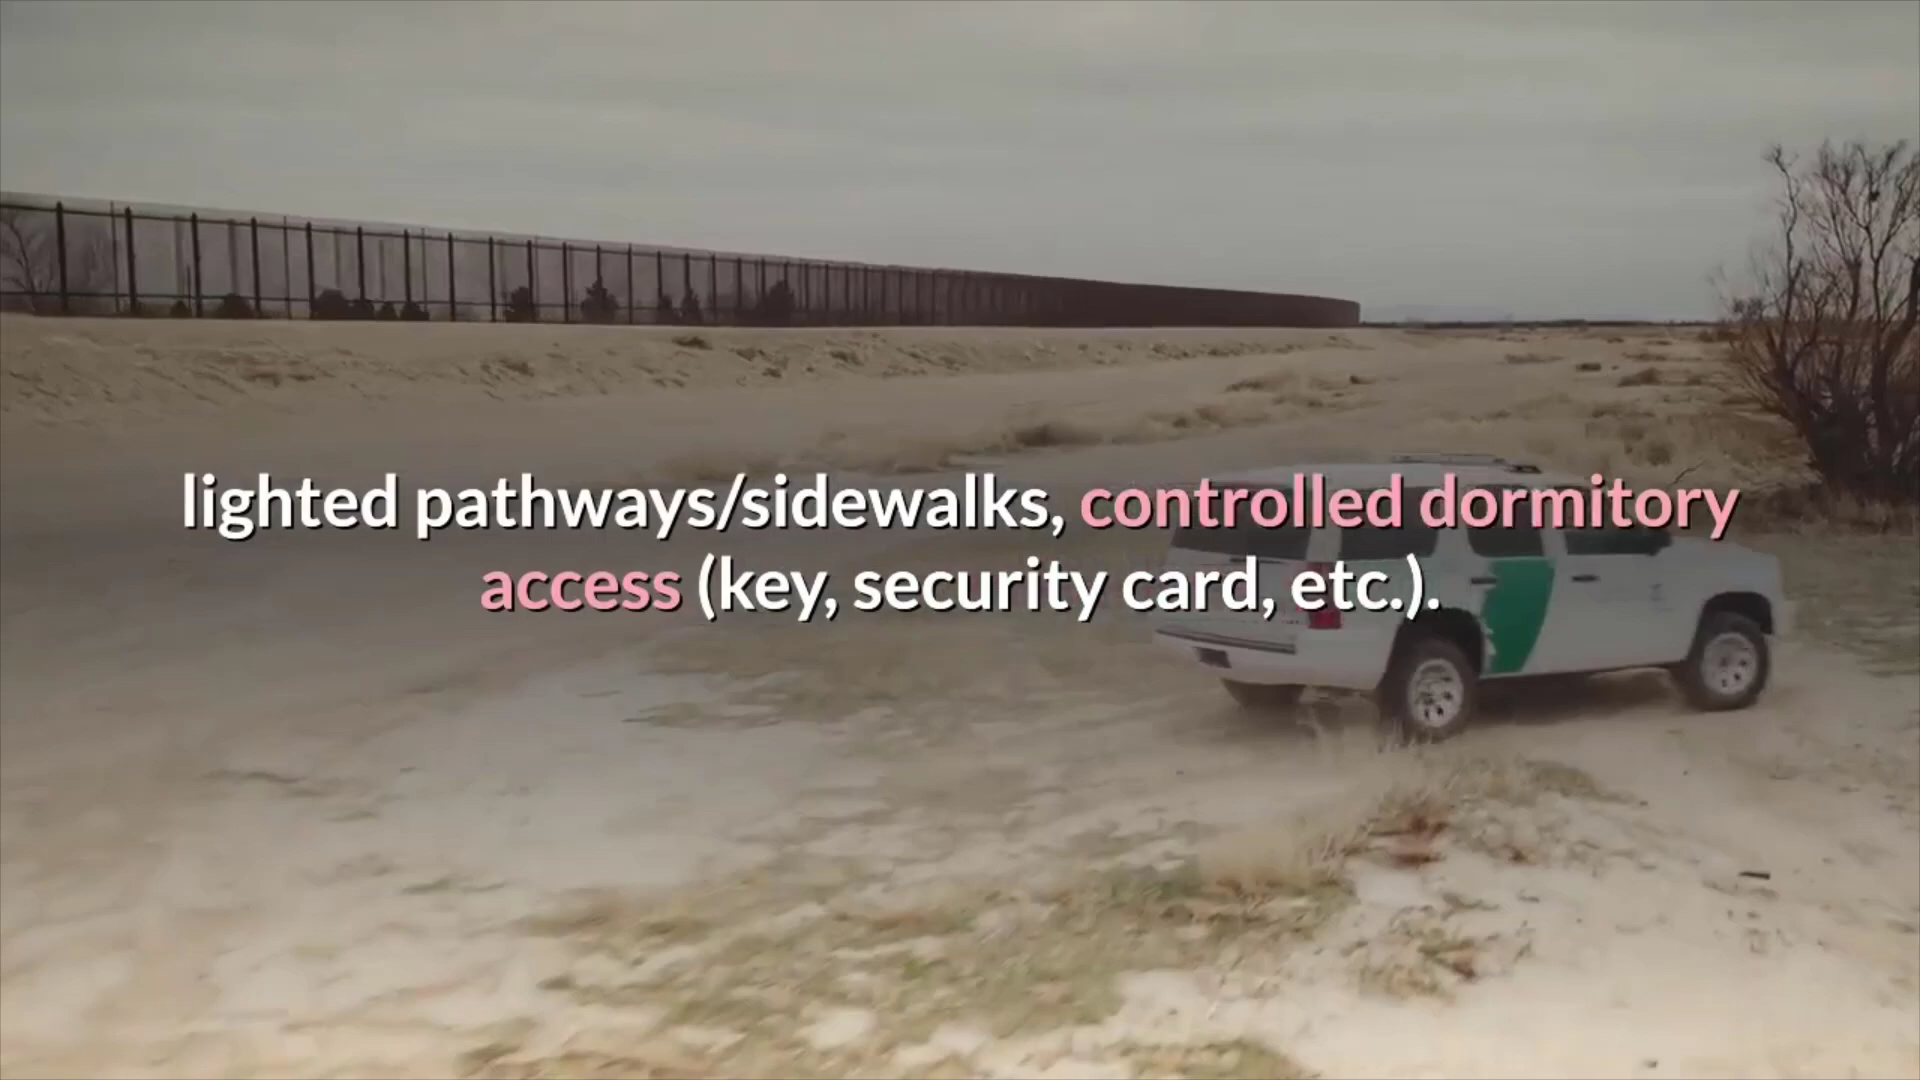 lighted pathways/sidewalks, controlled dormitory
access (key, security card, etc.).